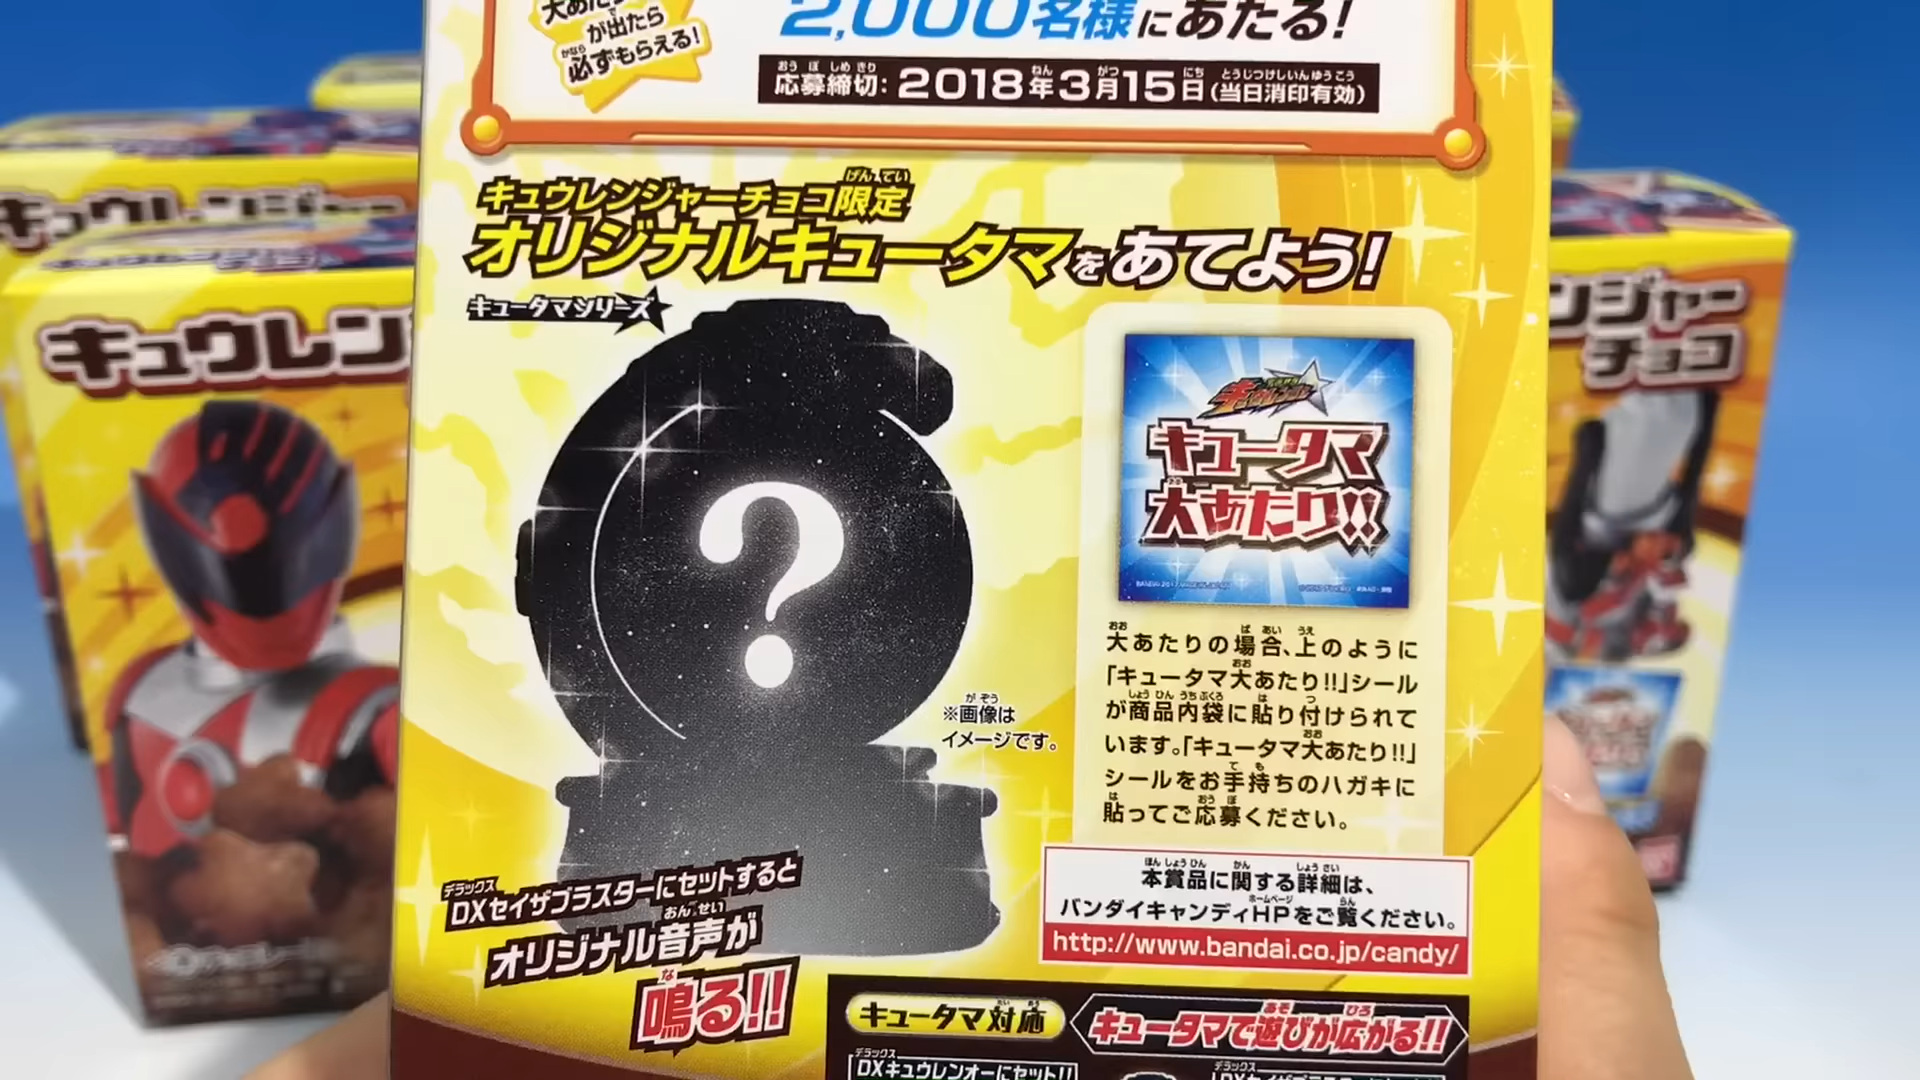 大あたり
が出たら
必ずもらえる!
2,000名様にあたる!
応募締切:2018年3月15日(当日消印有効)
キュウレンジャーチョコ限定
オリジナルキュータマをあてよう!
キュータマシリーズ
?
※画像は
イメージです。
キュータマ
大あたり!!
大あたりの場合、上のように
「キュータマ大あたり!!」シール
が商品内袋に貼り付けられて
います。「キュータマ大あたり!!」
シールをお手持ちのハガキに
貼ってご応募ください。
本賞品に関する詳細は、
バンダイキャンディHPをご覧ください。
http://www.bandai.co.jp/candy/
DXセイザブラスターにセットすると
オリジナル音声が
鳴る!!
キュータマ対応
キュータマで遊びが広がる!!
DXキュウレンオーにセット!!
キュウレンジャー
キュウレン
ンジャー
チョコ